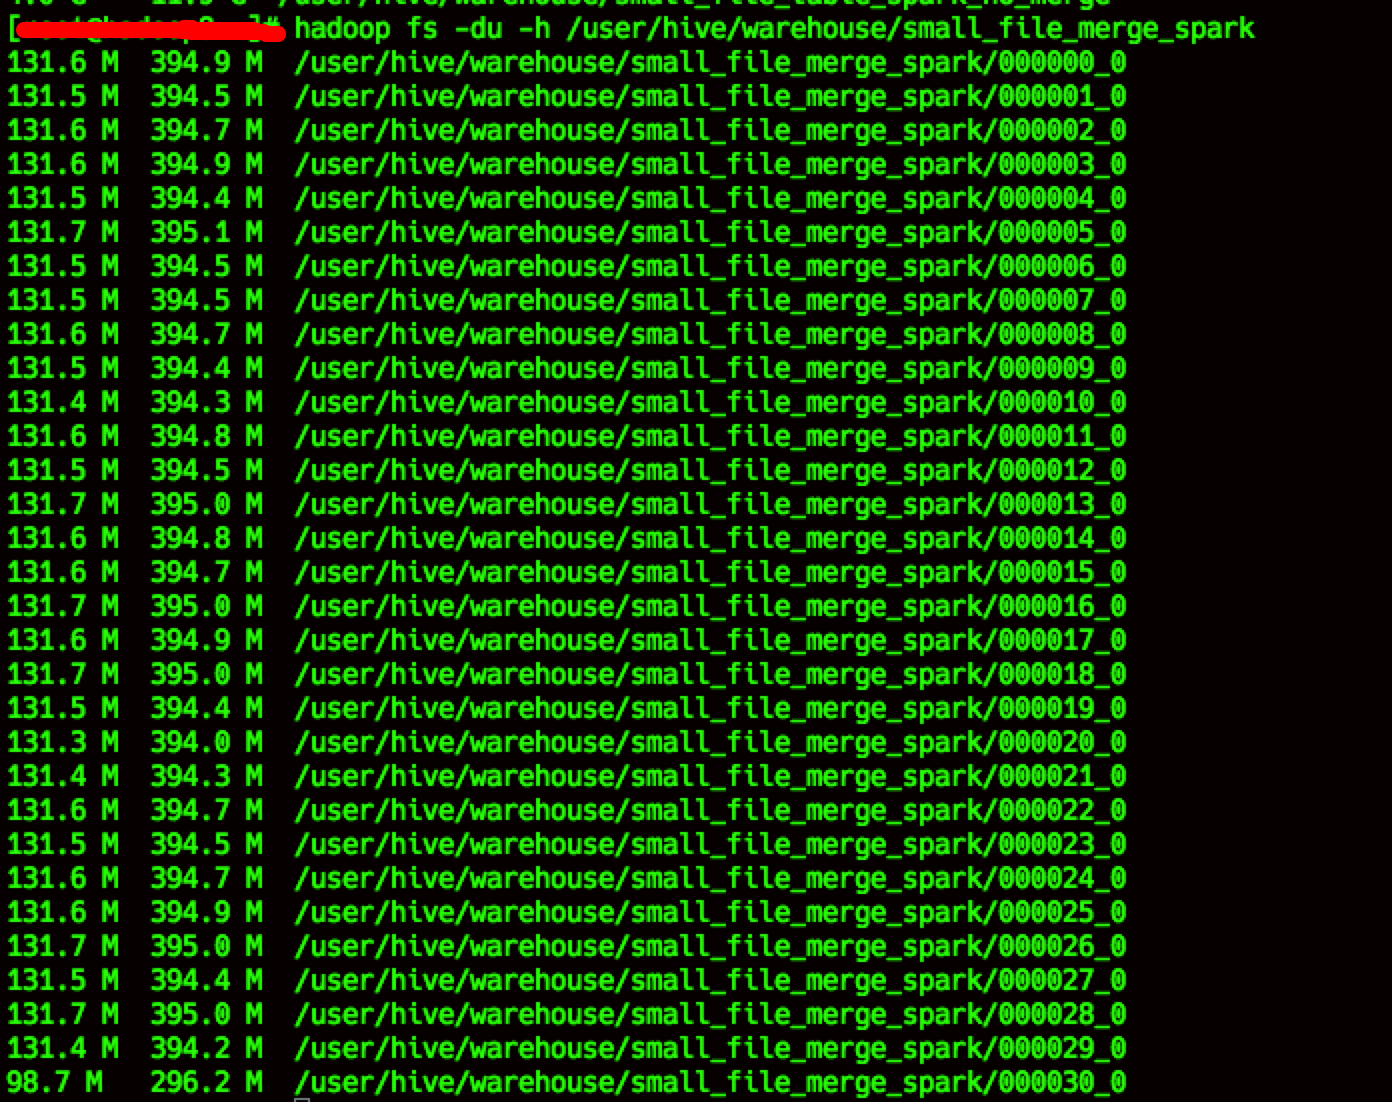 /user/hive/warehouse/small_file_table_spark_no_merge
hadoop fs -du -h /user/hive/warehouse/small_file_merge_spark
131.6 M 394.9 M /user/hive/warehouse/small_file_merge_spark/000000_0
131.5 M 394.5 M /user/hive/warehouse/small_file_merge_spark/000001_0
131.6 M 394.7 M /user/hive/warehouse/small_file_merge_spark/000002_0
131.6 M 394.9 M /user/hive/warehouse/small_file_merge_spark/000003_0
131.5 M 394.4 M /user/hive/warehouse/small_file_merge_spark/000004_0
131.7 M 395.1 M /user/hive/warehouse/small_file_merge_spark/000005_0
131.5 M 394.5 M /user/hive/warehouse/small_file_merge_spark/000006_0
131.5 M 394.5 M /user/hive/warehouse/small_file_merge_spark/000007_0
131.6 M 394.7 M /user/hive/warehouse/small_file_merge_spark/000008_0
131.5 M 394.4 M /user/hive/warehouse/small_file_merge_spark/000009_0
131.4 M 394.3 M /user/hive/warehouse/small_file_merge_spark/000010_0
131.6 M 394.8 M /user/hive/warehouse/small_file_merge_spark/000011_0
131.5 M 394.5 M /user/hive/warehouse/small_file_merge_spark/000012_0
131.7 M 395.0 M /user/hive/warehouse/small_file_merge_spark/000013_0
131.6 M 394.8 M /user/hive/warehouse/small_file_merge_spark/000014_0
131.6 M 394.7 M /user/hive/warehouse/small_file_merge_spark/000015_0
131.7 M 395.0 M /user/hive/warehouse/small_file_merge_spark/000016_0
131.6 M 394.9 M /user/hive/warehouse/small_file_merge_spark/000017_0
131.7 M 395.0 M /user/hive/warehouse/small_file_merge_spark/000018_0
131.5 M 394.4 M /user/hive/warehouse/small_file_merge_spark/000019_0
131.3 M 394.0 M /user/hive/warehouse/small_file_merge_spark/000020_0
131.4 M 394.3 M /user/hive/warehouse/small_file_merge_spark/000021_0
131.6 M 394.7 M /user/hive/warehouse/small_file_merge_spark/000022_0
131.5 M 394.5 M /user/hive/warehouse/small_file_merge_spark/000023_0
131.6 M 394.7 M /user/hive/warehouse/small_file_merge_spark/000024_0
131.6 M 394.9 M /user/hive/warehouse/small_file_merge_spark/000025_0
131.7 M 395.0 M /user/hive/warehouse/small_file_merge_spark/000026_0
131.5 M 394.4 M /user/hive/warehouse/small_file_merge_spark/000027_0
131.7 M 395.0 M /user/hive/warehouse/small_file_merge_spark/000028_0
131.4 M 394.2 M /user/hive/warehouse/small_file_merge_spark/000029_0
98.7 M 296.2 M /user/hive/warehouse/small_file_merge_spark/000030_0